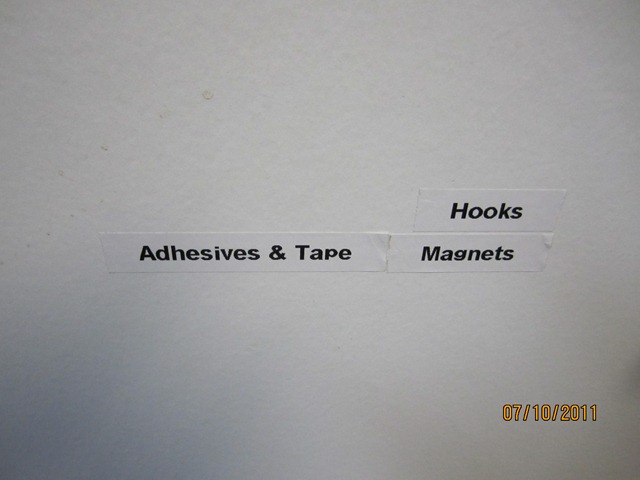 Hooks
Adhesives & Tape Magnets
07/10/2011